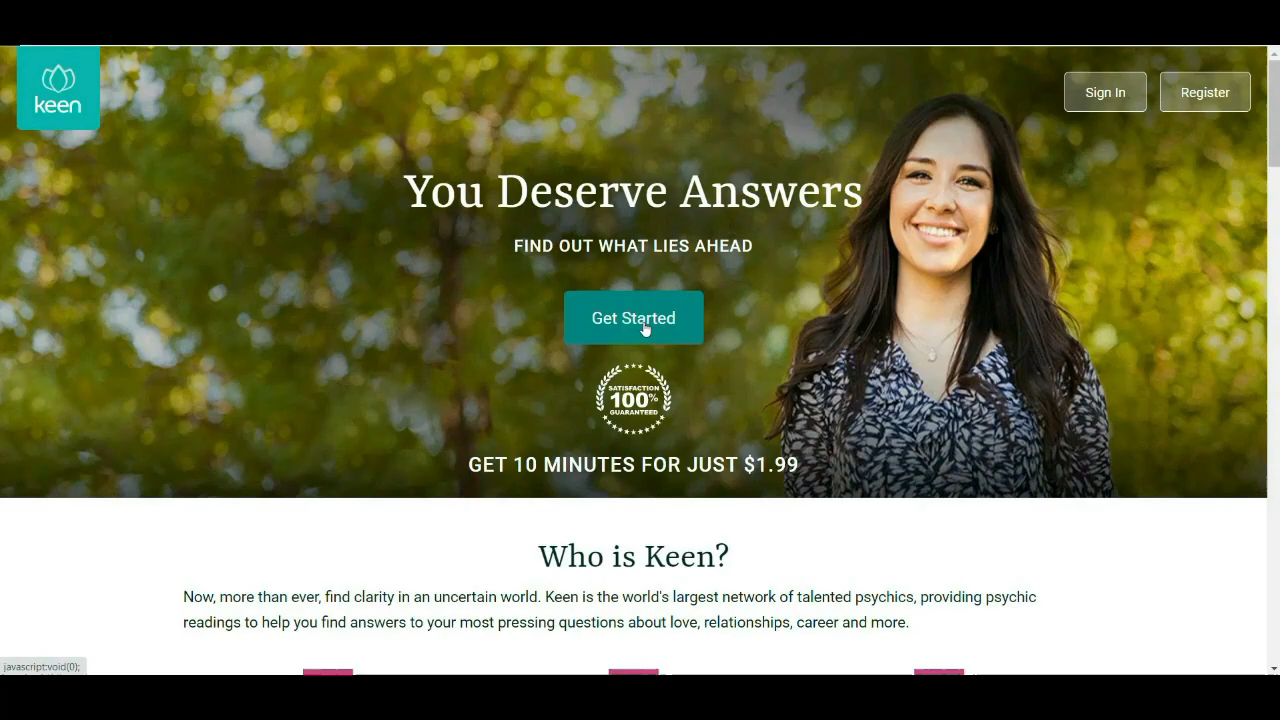 keen
Sign In
Register
You Deserve Answers
FIND OUT WHAT LIES AHEAD
Get Started
SATISFACTION
100%
GUARANTEED
GET 10 MINUTES FOR JUST $1.99
Who is Keen?
Now, more than ever, find clarity in an uncertain world. Keen is the world's largest network of talented psychics, providing psychic
readings to help you find answers to your most pressing questions about love, relationships, career and more.
javascript:void(0);